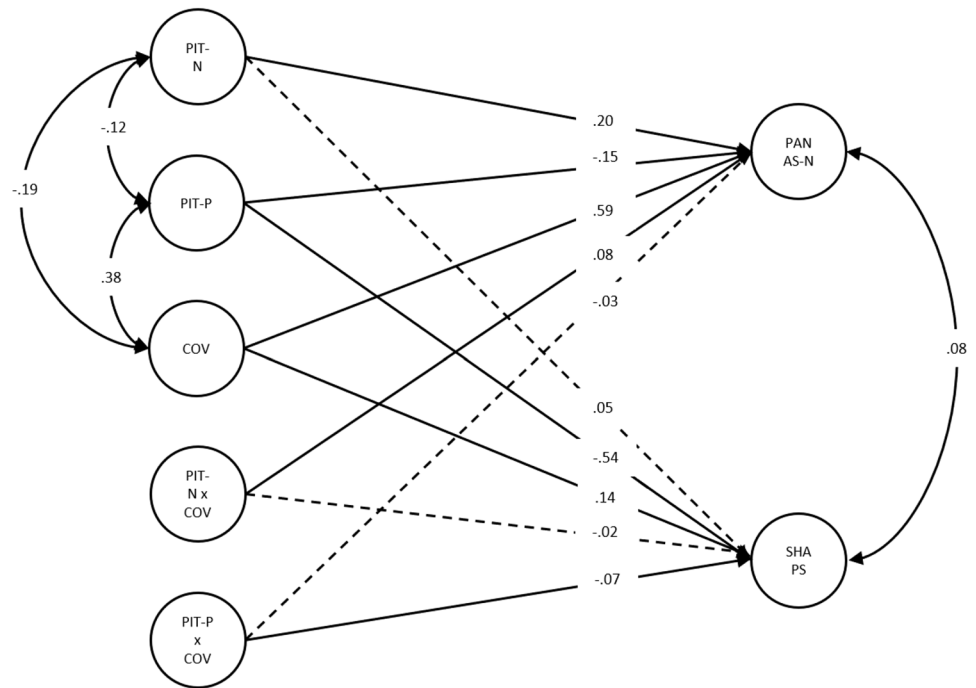 PIT-
N
-.12
.20
PAN
AS-N
-.15
-.19
PIT-P
.59
.08
.38
-.03
COV
.08
.05
-.54
PIT-
N x
COV
.14
-.02
SHA
PS
-.07
PIT-P
x
COV